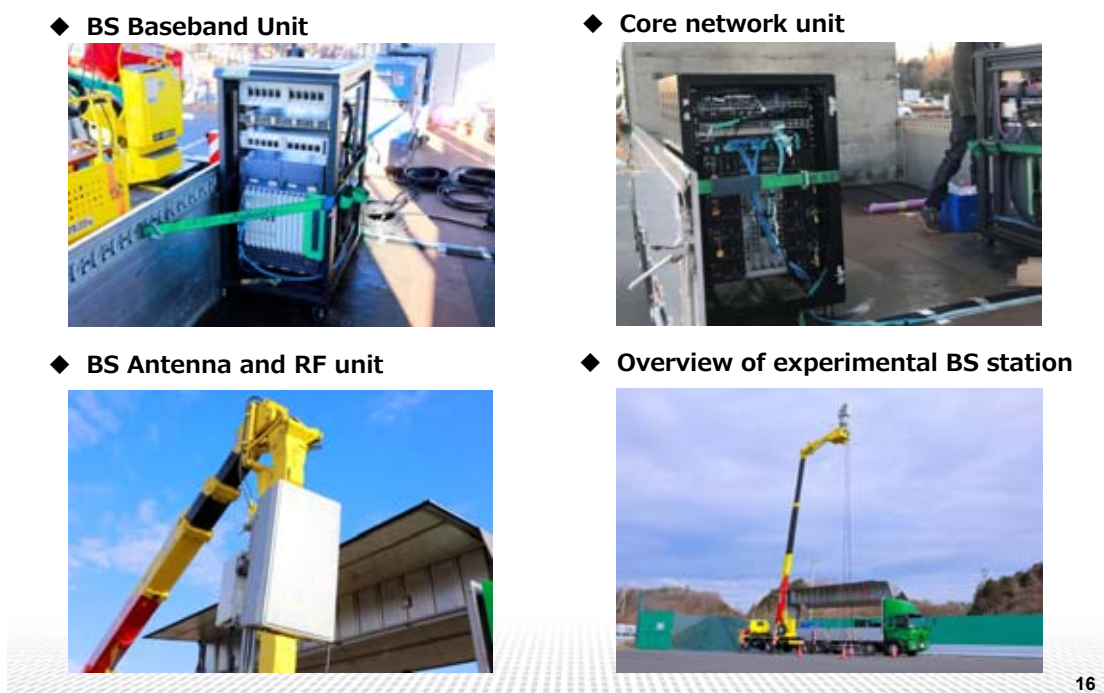 ◆ BS Baseband Unit
◆ Core network unit
◆ BS Antenna and RF unit
◆ Overview of experimental BS station
16